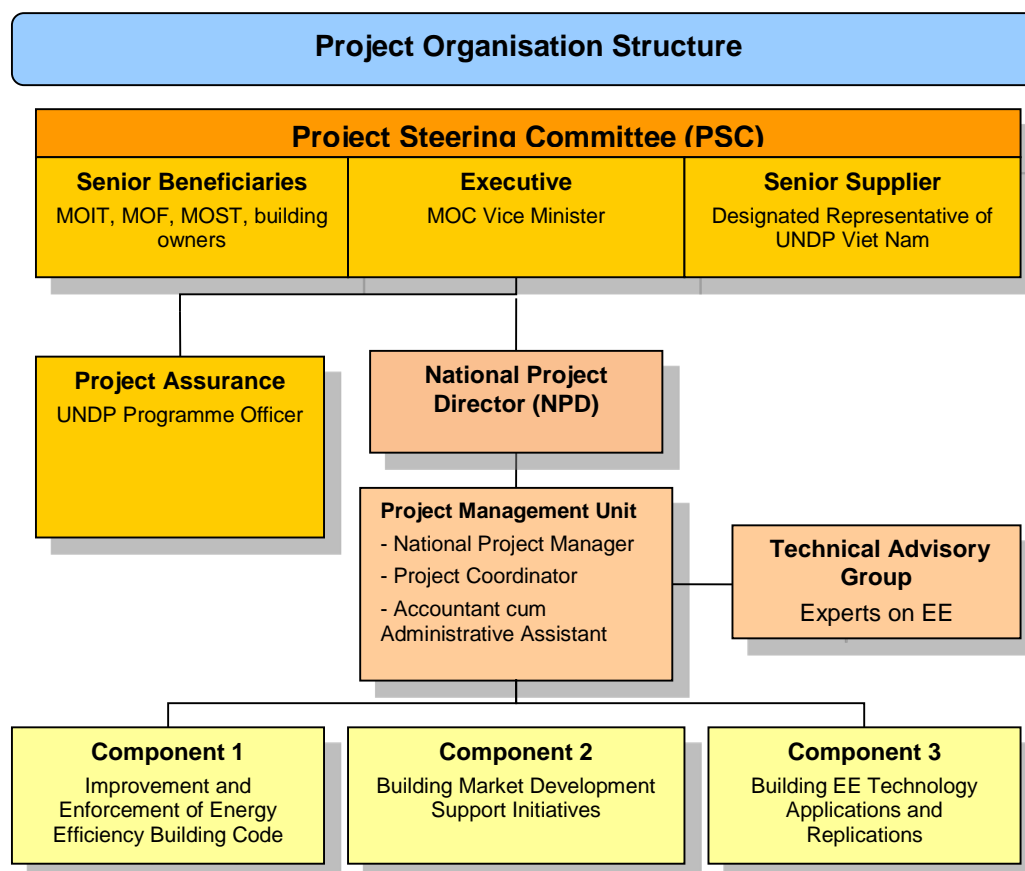 Project Organisation Structure
Project Steering Committee (PSC)
Senior Beneficiaries
MOIT, MOF, MOST, building
owners
Executive
MOC Vice Minister
Senior Supplier
Designated Representative of
UNDP Viet Nam
Project Assurance
UNDP Programme Officer
National Project
Director (NPD)
Project Management Unit
- National Project Manager
- Project Coordinator
- Accountant cum
Administrative Assistant
Technical Advisory
Group
Experts on EE
Component 1
Improvement and
Enforcement of Energy
Efficiency Building Code
Component 2
Building Market Development
Support Initiatives
Component 3
Building EE Technology
Applications and
Replications